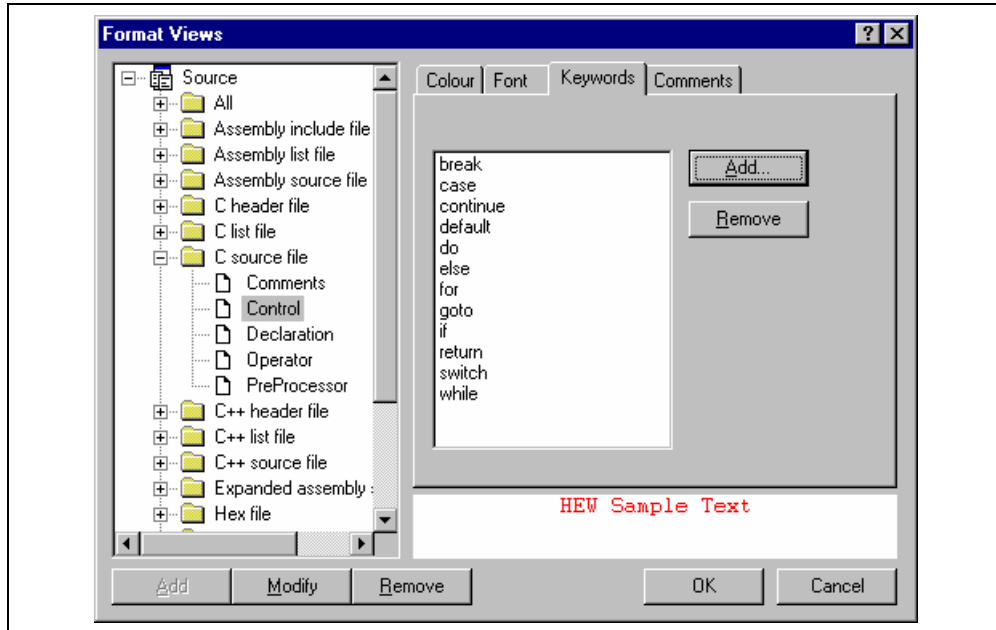 Format Views
Source
All
Assembly include file
Assembly list file
Assembly source file
C header file
C list file
C source file
Comments
Control
Declaration
Operator
PreProcessor
C++ header file
C++ list file
C++ source file
Expanded assembly
Hex file
Colour Font Keywords Comments
break
case
continue
default
do
else
for
goto
if
return
switch
while
Add...
Remove
HEW Sample Text
Add Modify Remove OK Cancel